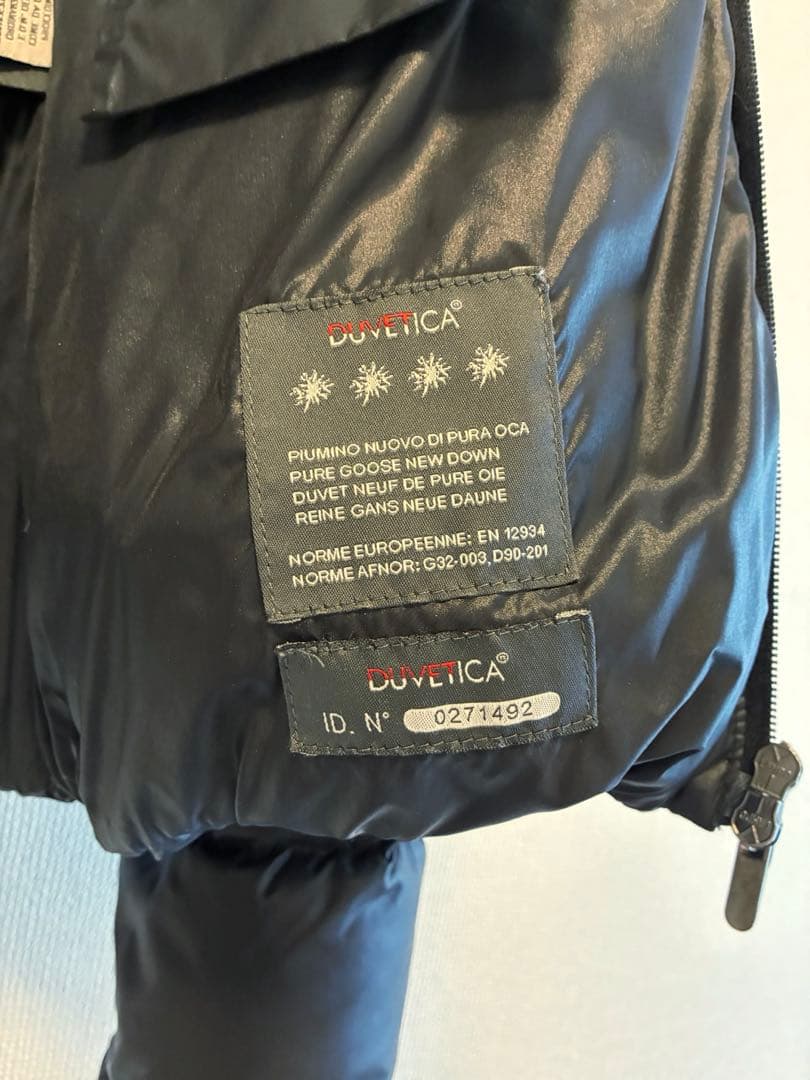 DUVETICA®
PIUMINO NUOVO DI PURA OCA
PURE GOOSE NEW DOWN
DUVET NEUF DE PURE OIE
REINE GANS NEUE DAUNE
NORME EUROPEENNE: EN 12934
NORME AFNOR: G32-003, D90-201
DUVETICA®
ID. N° 0271492